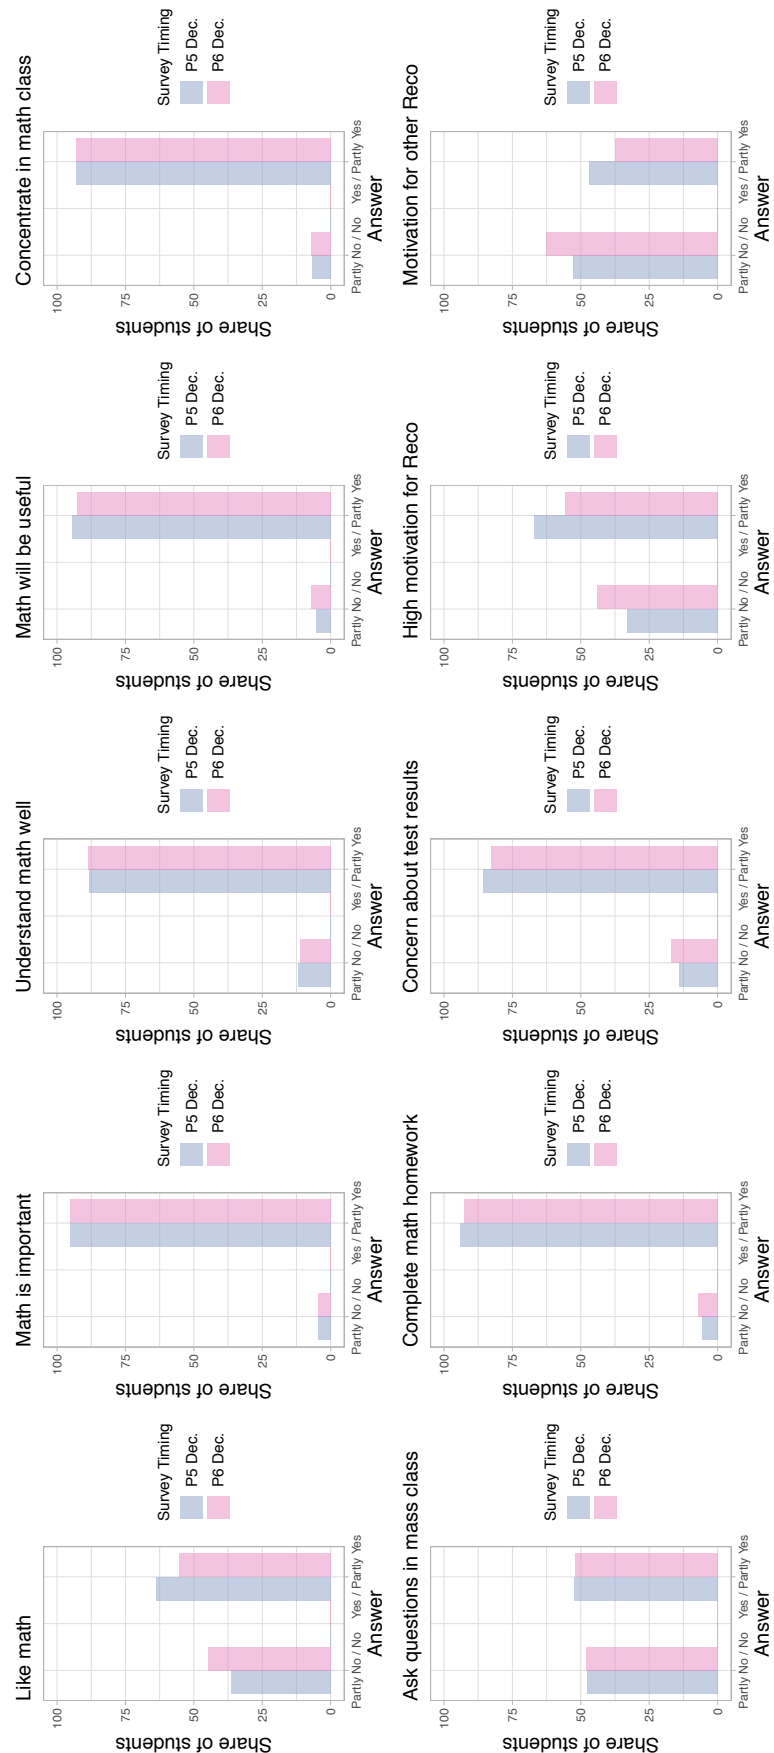 Like math
Share of students
100
75
50
25
0
Partly No / No
Yes / Partly Yes
Answer
Survey Timing
P5 Dec.
P6 Dec.
Math is important
Share of students
100
75
50
25
0
Partly No / No
Yes / Partly Yes
Answer
Survey Timing
P5 Dec.
P6 Dec.
Understand math well
Share of students
100
75
50
25
0
Partly No / No
Yes / Partly Yes
Answer
Survey Timing
P5 Dec.
P6 Dec.
Math will be useful
Share of students
100
75
50
25
0
Partly No / No
Yes / Partly Yes
Answer
Survey Timing
P5 Dec.
P6 Dec.
Concentrate in math class
Share of students
100
75
50
25
0
Partly No / No
Yes / Partly Yes
Answer
Survey Timing
P5 Dec.
P6 Dec.
Ask questions in mass class
Share of students
100
75
50
25
0
Partly No / No
Yes / Partly Yes
Answer
Survey Timing
P5 Dec.
P6 Dec.
Complete math homework
Share of students
100
75
50
25
0
Partly No / No
Yes / Partly Yes
Answer
Survey Timing
P5 Dec.
P6 Dec.
Concern about test results
Share of students
100
75
50
25
0
Partly No / No
Yes / Partly Yes
Answer
Survey Timing
P5 Dec.
P6 Dec.
High motivation for Reco
Share of students
100
75
50
25
0
Partly No / No
Yes / Partly Yes
Answer
Survey Timing
P5 Dec.
P6 Dec.
Motivation for other Reco
Share of students
100
75
50
25
0
Partly No / No
Yes / Partly Yes
Answer
Survey Timing
P5 Dec.
P6 Dec.